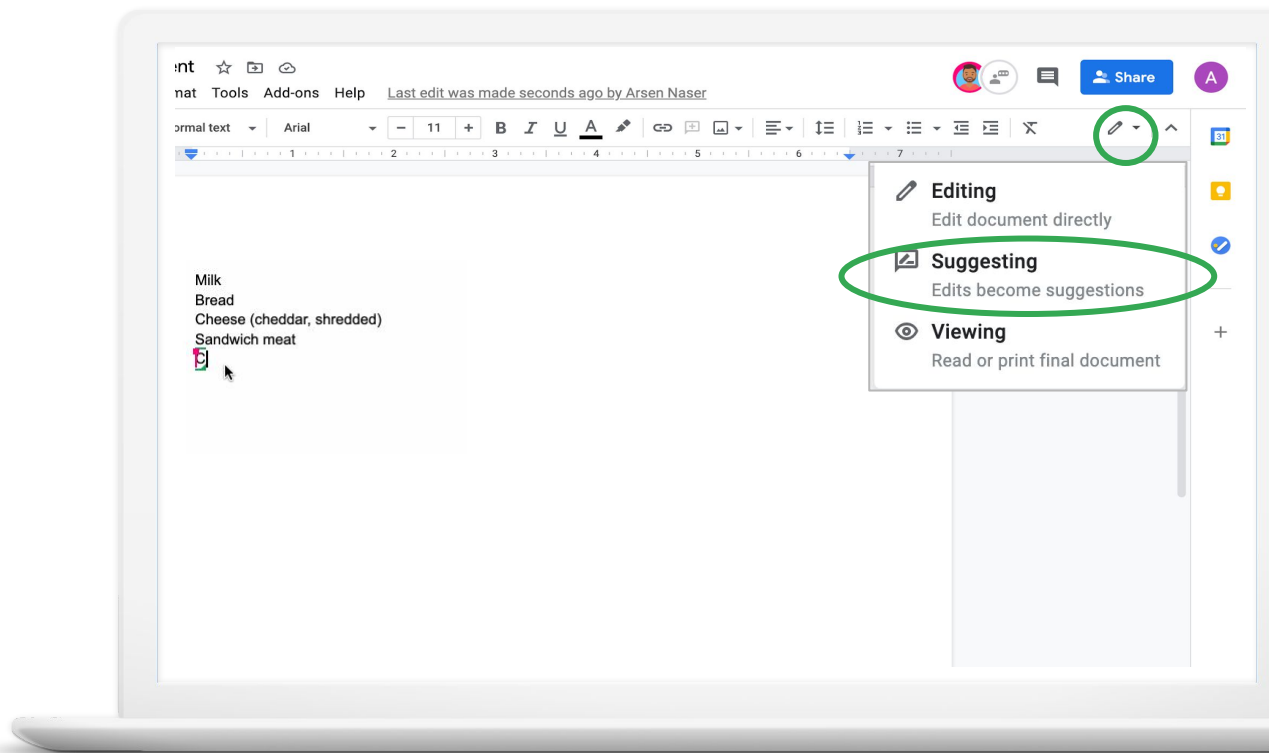 ent
mat Tools Add-ons Help Last edit was made seconds ago by Arsen Naser
Share
A
ormal text Arial 11 B I U A
31
1 2 3 4 5 6 7
Editing
Edit document directly
Suggesting
Edits become suggestions
Viewing
Read or print final document
Milk
Bread
Cheese (cheddar, shredded)
Sandwich meat
C